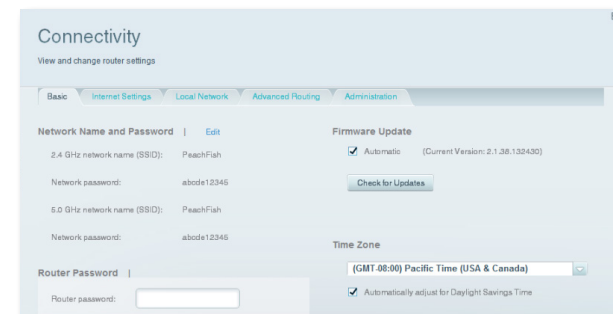 Connectivity
View and change router settings
Basic
Internet Settings
Local Network
Advanced Routing
Administration
Network Name and Password | Edit
2.4 GHz network name (SSID): PeachFish
Network password: abcde12345
5.0 GHz network name (SSID): PeachFish
Network password: abcde12345
Router Password |
Router password:
Firmware Update
Automatic (Current Version: 2.1.38.132430)
Check for Updates
Time Zone
(GMT-08:00) Pacific Time (USA & Canada)
Automatically adjust for Daylight Savings Time